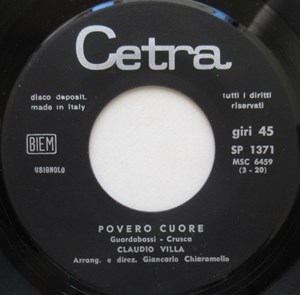 Cetra
disco deposit.
made in Italy
tutti i diritti
riservati
BIEM
USIGNOLO
giri 45
SP 1371
MSC 6459
(3 - 20)
POVERO CUORE
Guardabassi - Crusca
CLAUDIO VILLA
Arrang. e direz. Giancarlo Chiaramello